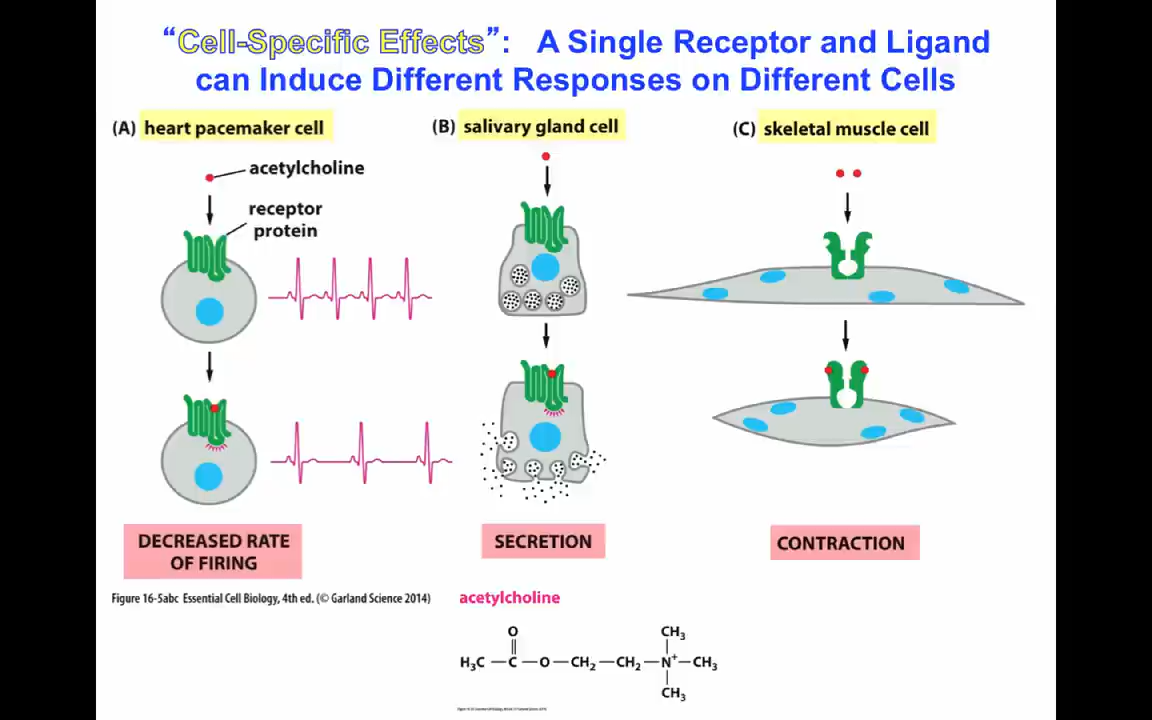 “Cell-Specific Effects”: A Single Receptor and Ligand
can Induce Different Responses on Different Cells
(A) heart pacemaker cell
(B) salivary gland cell
(C) skeletal muscle cell
acetylcholine
receptor
protein
DECREASED RATE
OF FIRING
SECRETION
CONTRACTION
Figure 16-5abc Essential Cell Biology, 4th ed. (© Garland Science 2014)
acetylcholine
O
CH₃
H₃C — C — O — CH₂ — CH₂ — N⁺ — CH₃
CH₃